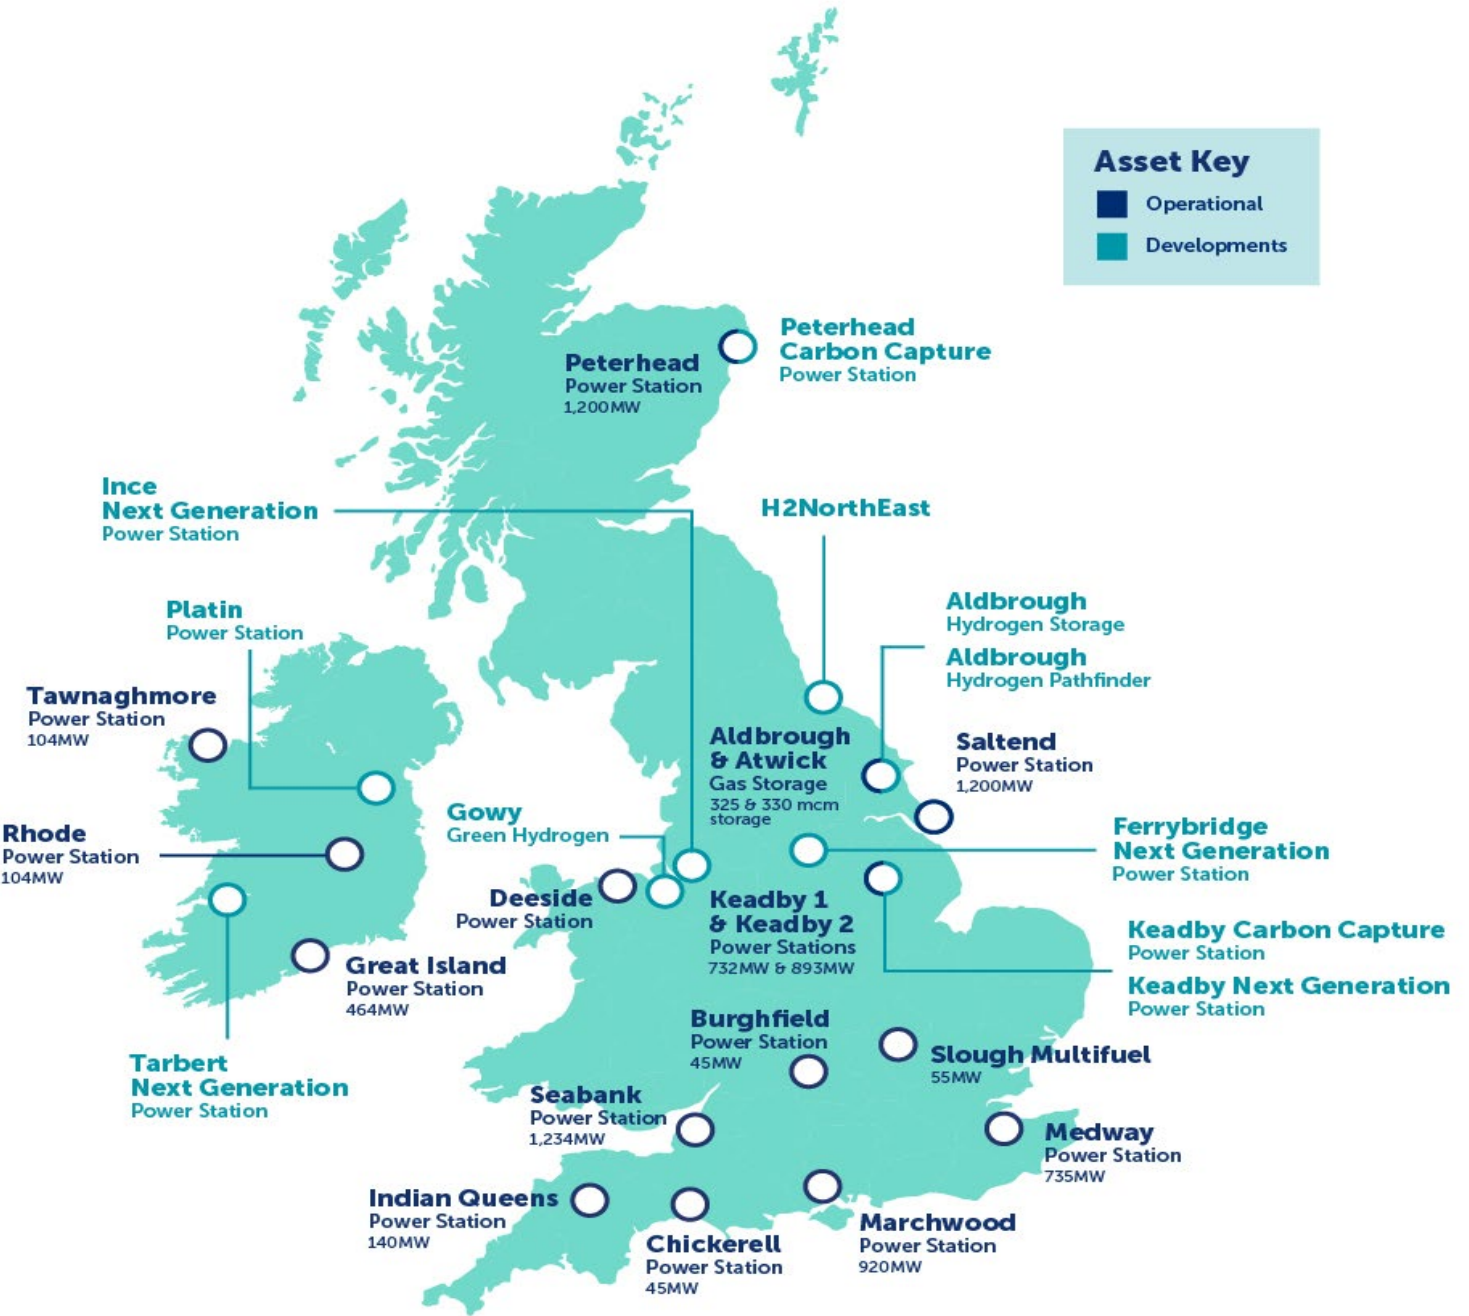 Asset Key
Operational
Developments
Peterhead
Carbon Capture
Power Station
Peterhead
Power Station
1,200MW
Ince
Next Generation
Power Station
H2NorthEast
Aldbrough
Hydrogen Storage
Aldbrough
Hydrogen Pathfinder
Platin
Power Station
Tawnaghmore
Power Station
104MW
Aldbrough
& Atwick
Gas Storage
325 & 330 mcm
storage
Saltend
Power Station
1,200MW
Gowy
Green Hydrogen
Rhode
Power Station
104MW
Ferrybridge
Next Generation
Power Station
Deeside
Power Station
Keadby 1
& Keadby 2
Power Stations
732MW & 893MW
Keadby Carbon Capture
Power Station
Keadby Next Generation
Power Station
Great Island
Power Station
464MW
Burghfield
Power Station
45MW
Slough Multifuel
55MW
Tarbert
Next Generation
Power Station
Seabank
Power Station
1,234MW
Medway
Power Station
735MW
Indian Queens
Power Station
140MW
Chickerell
Power Station
45MW
Marchwood
Power Station
920MW